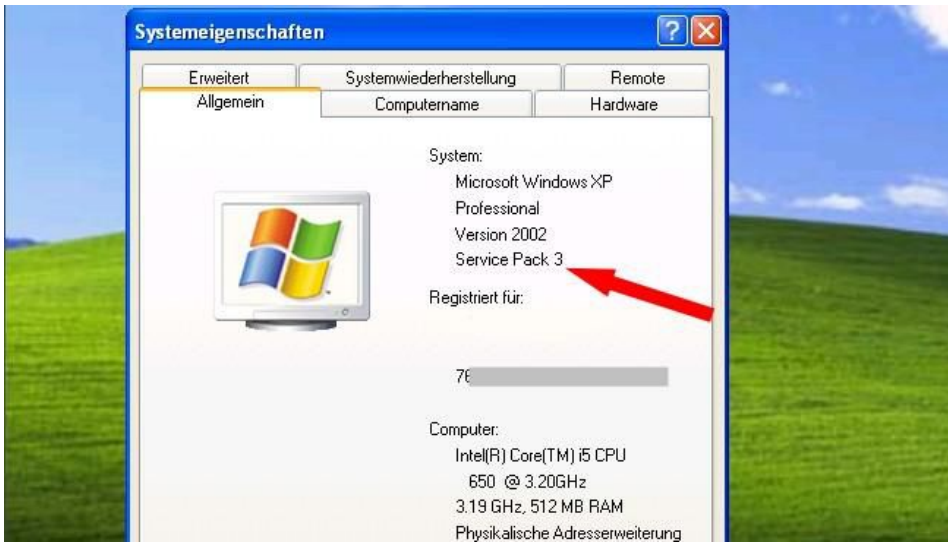 Systemeigenschaften
Erweitert Systemwiederherstellung Remote
Allgemein Computername Hardware
System:
Microsoft Windows XP
Professional
Version 2002
Service Pack 3
Registriert für:
76
Computer:
Intel(R) Core(TM) i5 CPU
650 @ 3.20GHz
3.19 GHz, 512 MB RAM
Physikalische Adresserweiterung